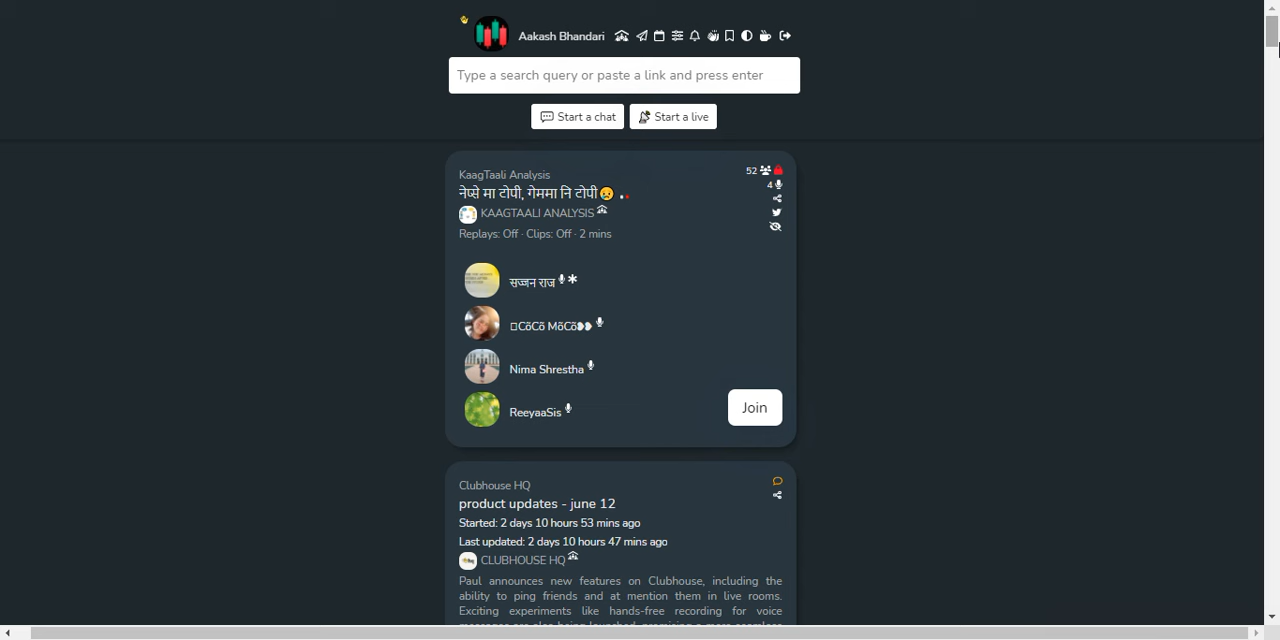 Aakash Bhandari
Type a search query or paste a link and press enter
Start a chat
Start a live
KaagTaali Analysis
52
नेप्से मा टोपी, गेममा नि टोपी😥
4
KAAGTAALI ANALYSIS
Replays: Off · Clips: Off · 2 mins
सज्जन राज
CőCő MőCő
Nima Shrestha
ReeyaaSis
Join
Clubhouse HQ
product updates - june 12
Started: 2 days 10 hours 53 mins ago
Last updated: 2 days 10 hours 47 mins ago
CLUBHOUSE HQ
Paul announces new features on Clubhouse, including the
ability to ping friends and at mention them in live rooms.
Exciting experiments like hands-free recording for voice